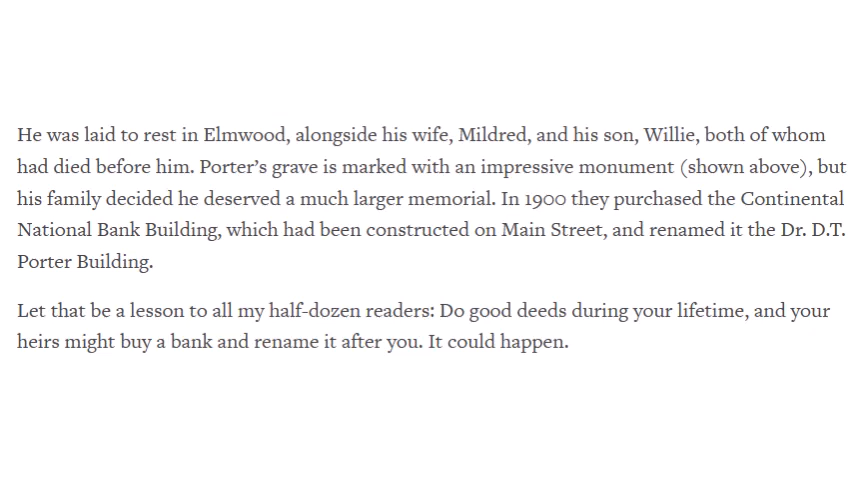 He was laid to rest in Elmwood, alongside his wife, Mildred, and his son, Willie, both of whom
had died before him. Porter’s grave is marked with an impressive monument (shown above), but
his family decided he deserved a much larger memorial. In 1900 they purchased the Continental
National Bank Building, which had been constructed on Main Street, and renamed it the Dr. D.T.
Porter Building.
Let that be a lesson to all my half-dozen readers: Do good deeds during your lifetime, and your
heirs might buy a bank and rename it after you. It could happen.